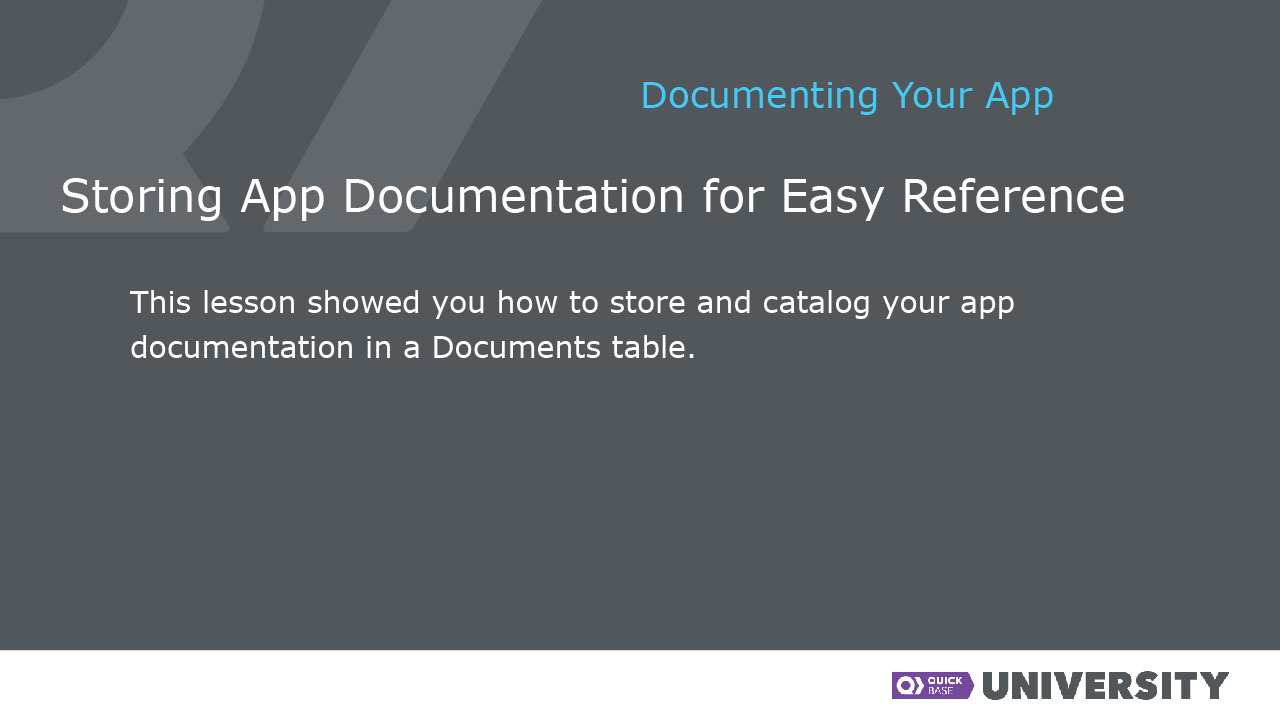 Documenting Your App
Storing App Documentation for Easy Reference
This lesson showed you how to store and catalog your app
documentation in a Documents table.
QUICK
BASE
UNIVERSITY